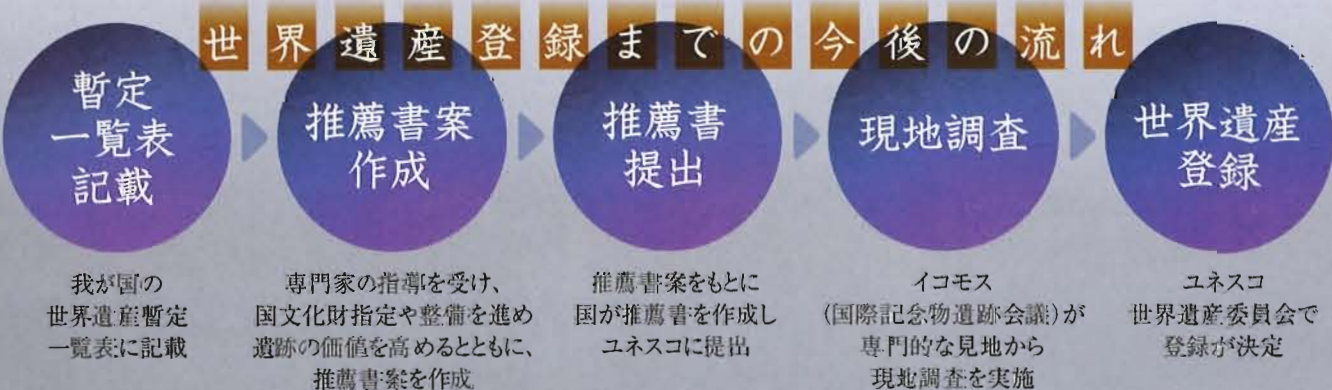 世界遺産登録までの今後の流れ
暫定
一覧表
記載
推薦書案
作成
推薦書
提出
現地調査
世界遺産
登録
我が国の
世界遺産暫定
一覧表に記載
専門家の指導を受け、
国文化財指定や整備を進め
遺跡の価値を高めるとともに、
推薦書案を作成
推薦書案をもとに
国が推薦書を作成し
ユネスコに提出
イコモス
(国際記念物遺跡会議)が
専門的な見地から
現地調査を実施
ユネスコ
世界遺産委員会で
登録が決定